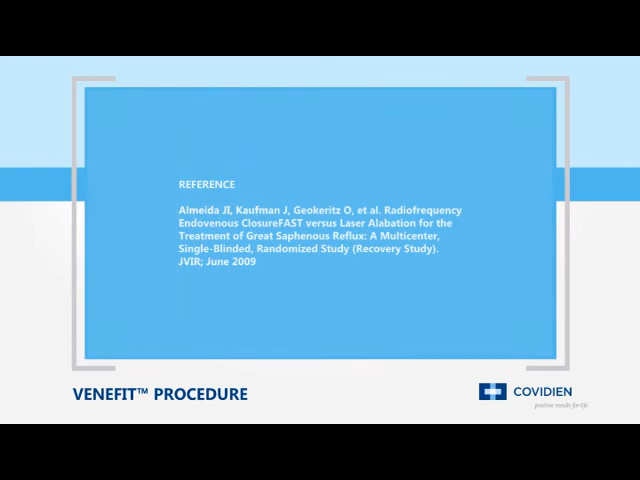 REFERENCE
Almeida JI, Kaufman J, Geokeritz O, et al. Radiofrequency
Endovenous ClosureFAST versus Laser Alabation for the
Treatment of Great Saphenous Reflux: A Multicenter,
Single-Blinded, Randomized Study (Recovery Study).
JVIR; June 2009
VENEFIT™ PROCEDURE
COVIDIEN
positive results for life